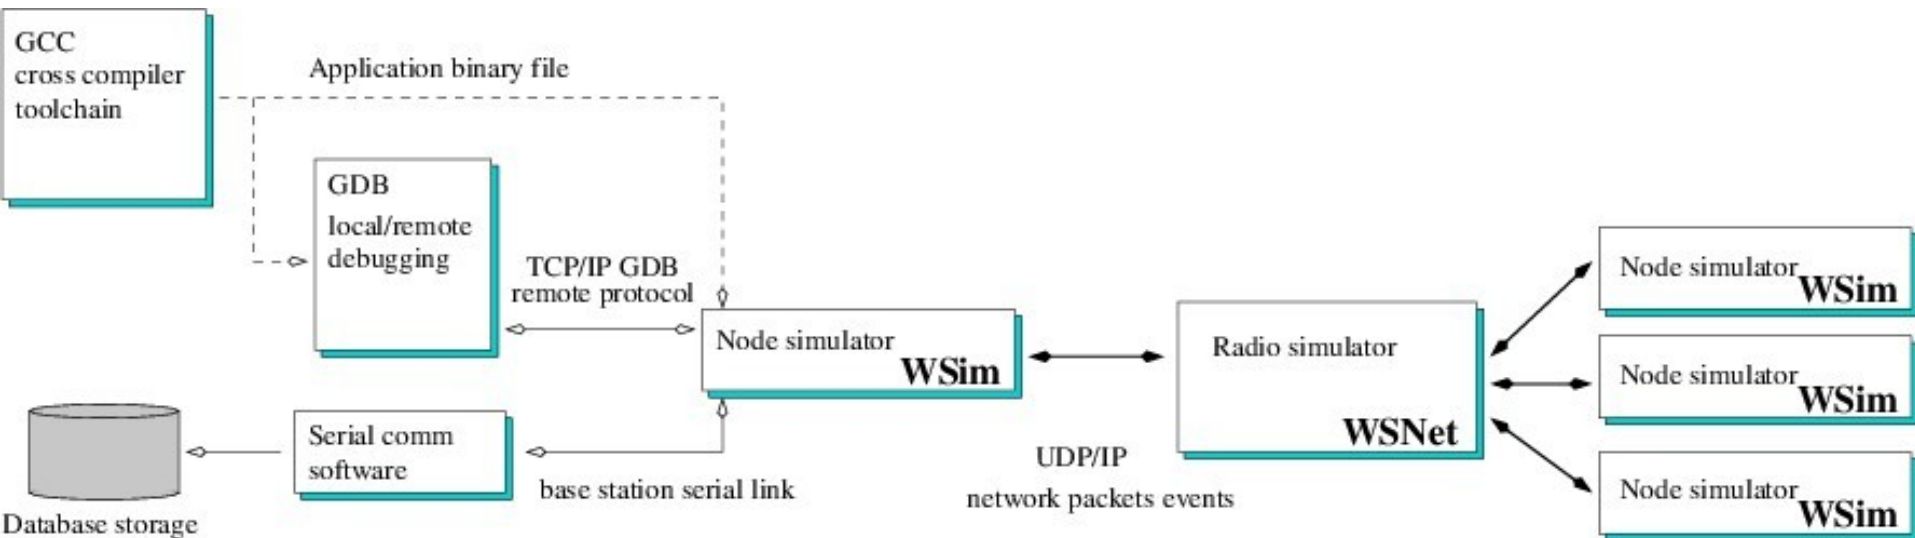 GCC
cross compiler
toolchain
Application binary file
GDB
local/remote
debugging
TCP/IP GDB
remote protocol
Node simulator
WSim
Radio simulator
WSNet
Node simulator
WSim
Node simulator
WSim
Node simulator
WSim
Serial comm
software
base station serial link
UDP/IP
network packets events
Database storage